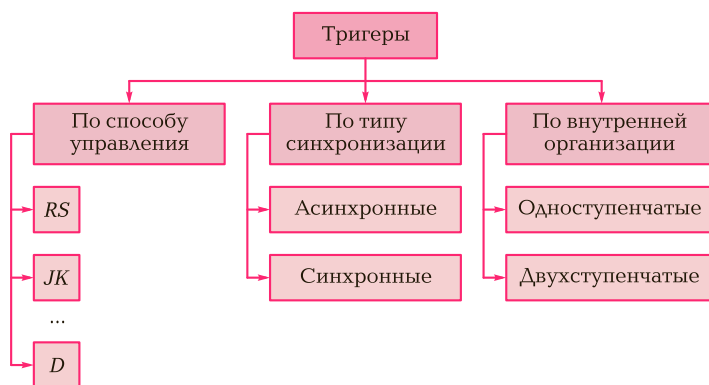 Тригеры
По способу
управления
По типу
синхронизации
По внутренней
организации
RS
Асинхронные
Одноступенчатые
JK
Синхронные
Двухступенчатые
...
D